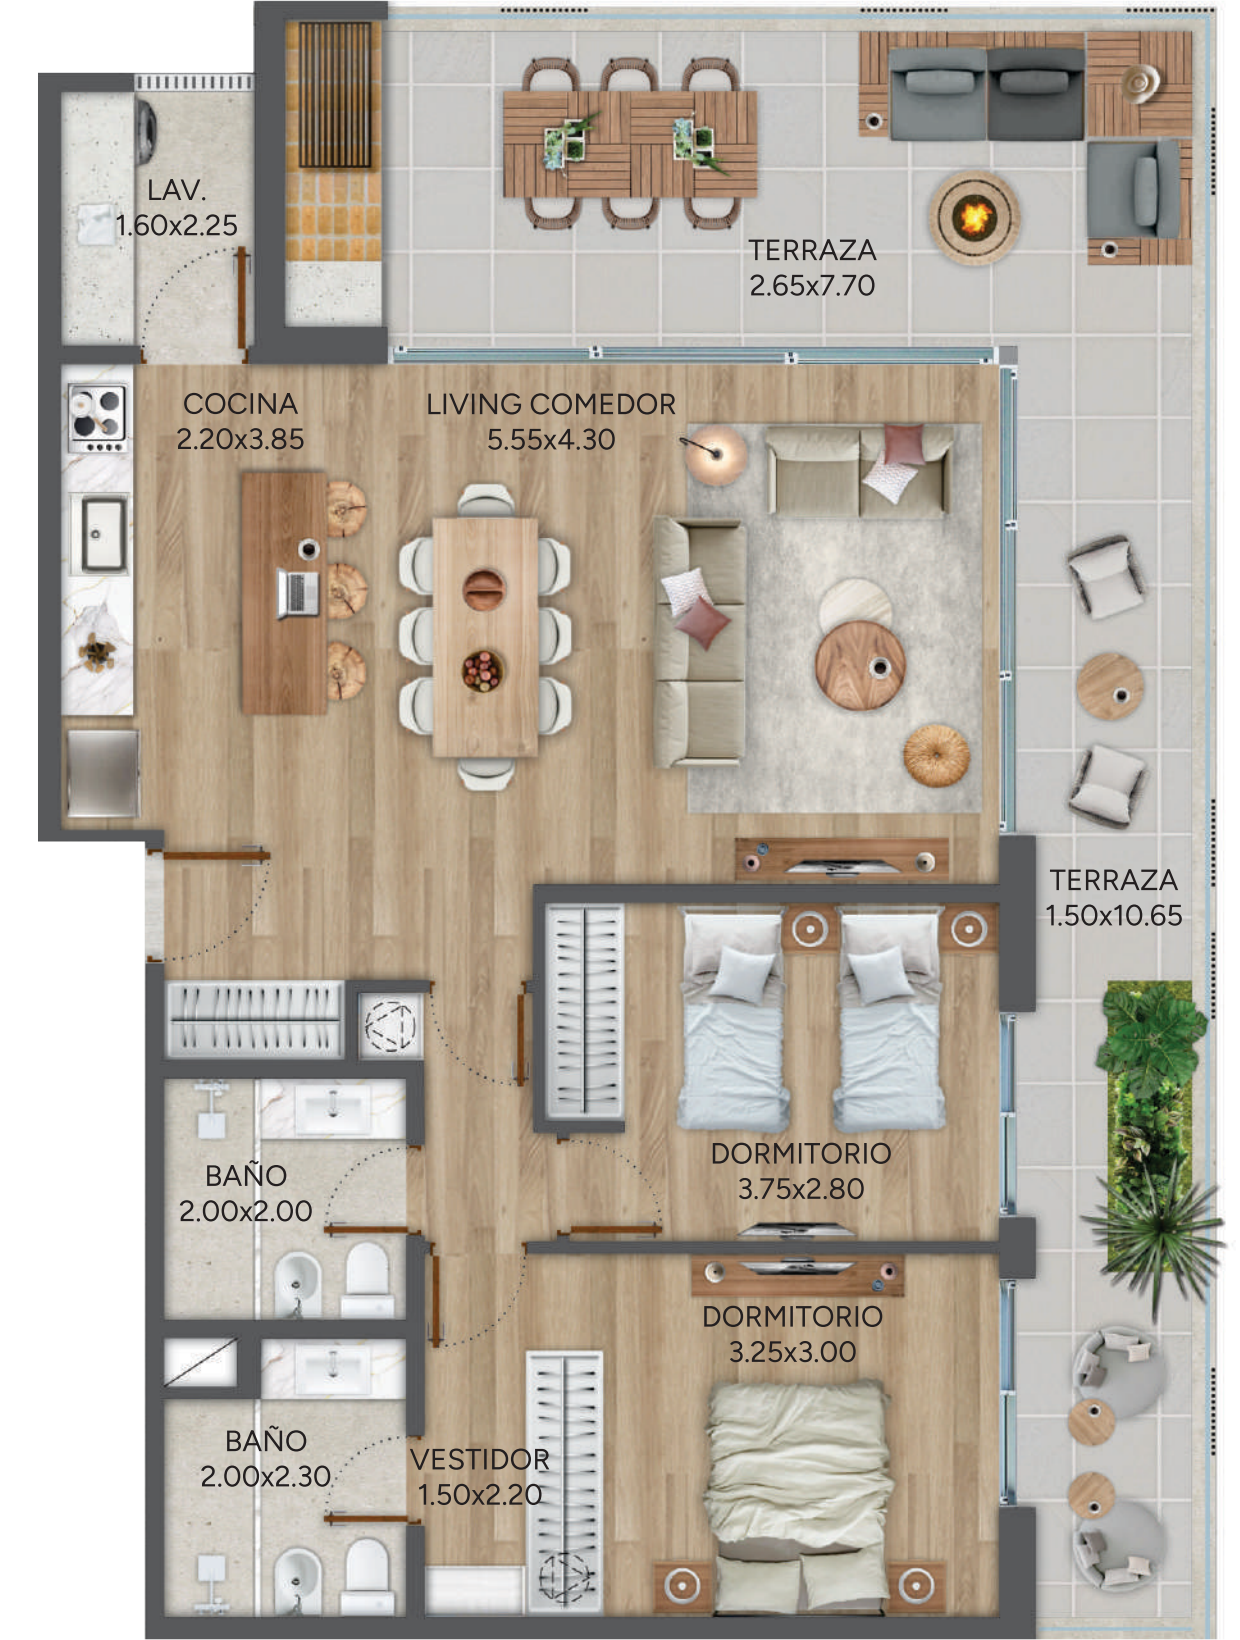 LAV.
1.60x2.25
TERRAZA
2.65x7.70
COCINA
2.20x3.85
LIVING COMEDOR
5.55x4.30
TERRAZA
1.50x10.65
DORMITORIO
3.75x2.80
BAÑO
2.00x2.00
DORMITORIO
3.25x3.00
BAÑO
2.00x2.30
VESTIDOR
1.50x2.20